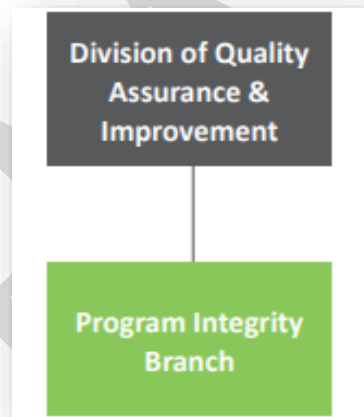 Division of Quality
Assurance &
Improvement
Program Integrity
Branch